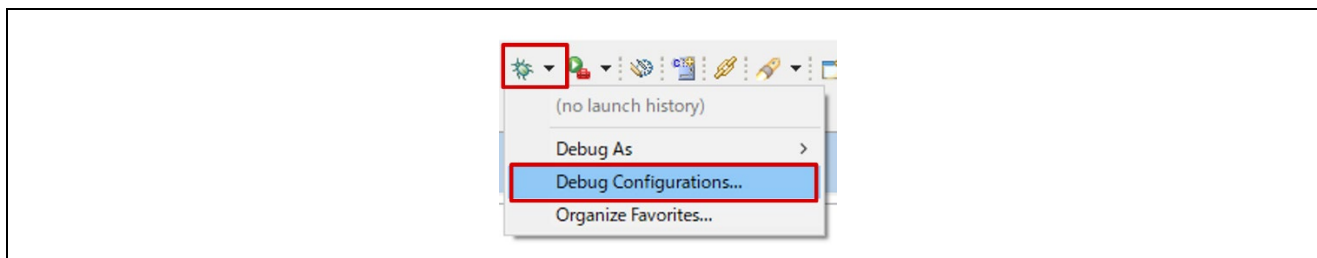 (no launch history)
Debug As
Debug Configurations...
Organize Favorites...